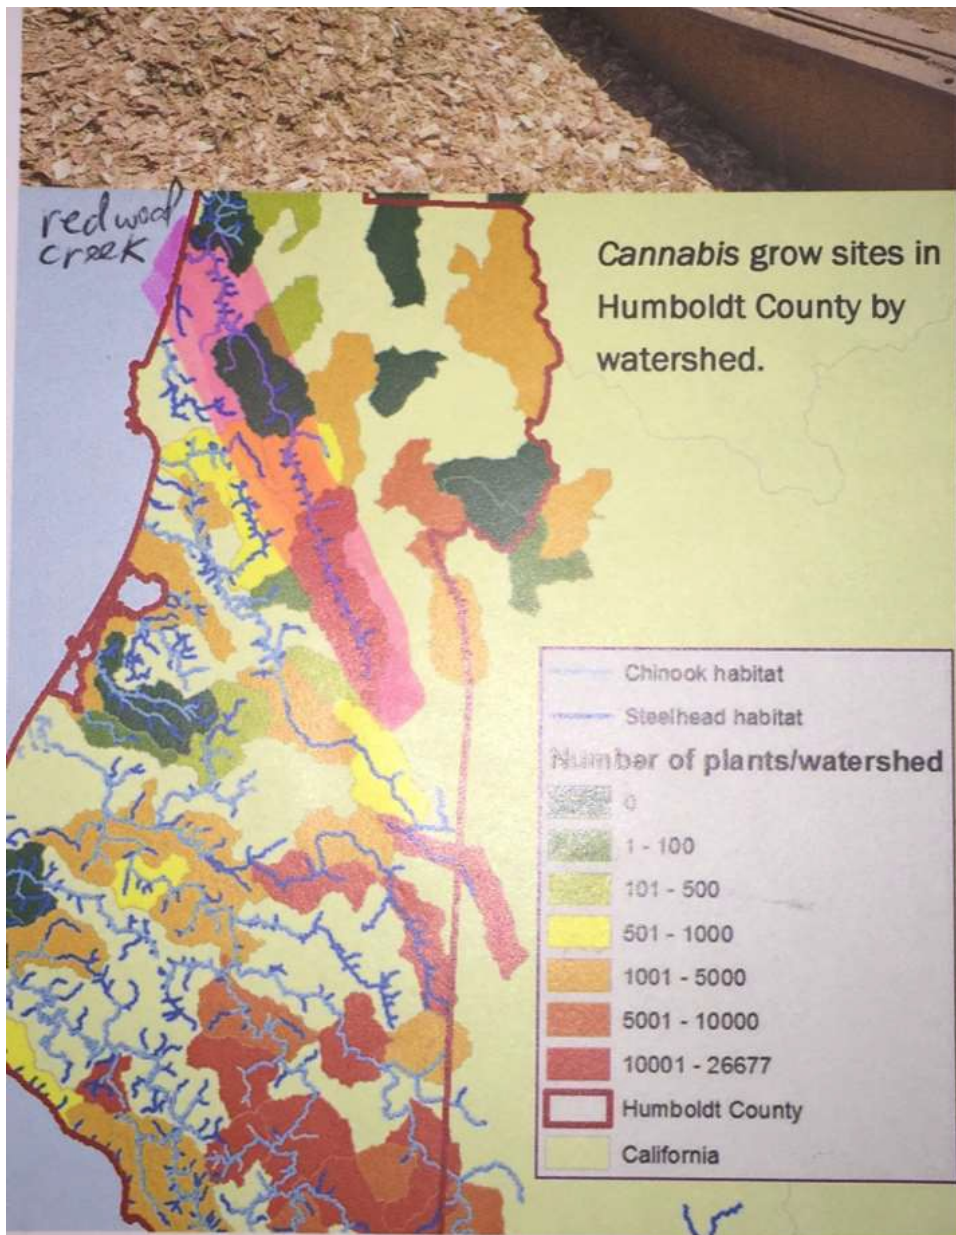 redwood
creek
Cannabis grow sites in
Humboldt County by
watershed.
Chinook habitat
Steelhead habitat
Number of plants/watershed
0
1 - 100
101 - 500
501 - 1000
1001 - 5000
5001 - 10000
10001 - 26677
Humboldt County
California